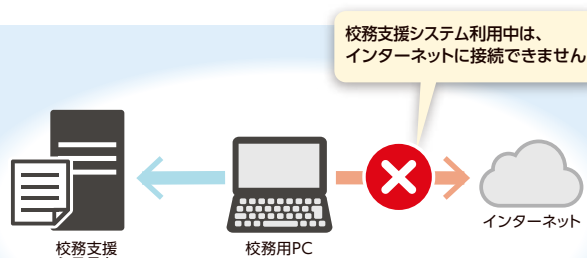 校務支援システム利用中は、
インターネットに接続できません
インターネット
校務支援
校務用PC